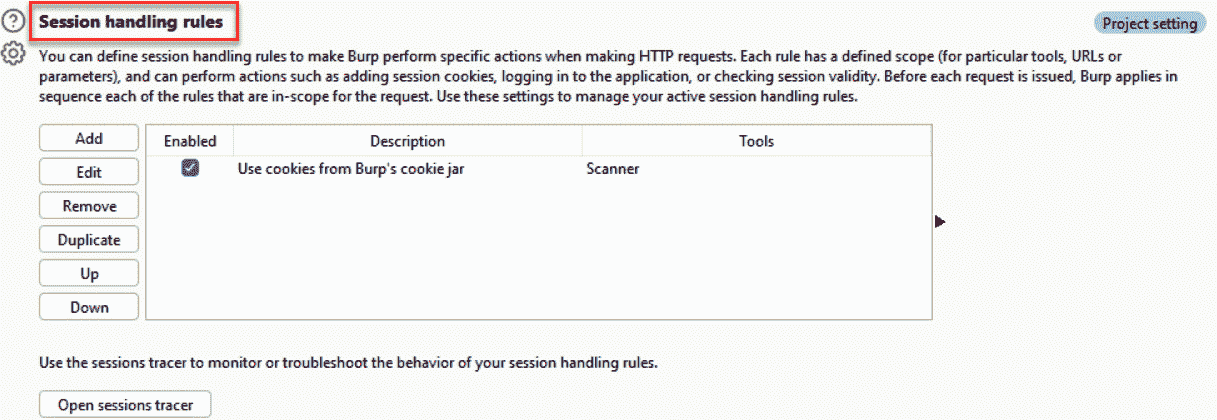 Session handling rules
Project setting
You can define session handling rules to make Burp perform specific actions when making HTTP requests. Each rule has a defined scope (for particular tools, URLs or
parameters), and can perform actions such as adding session cookies, logging in to the application, or checking session validity. Before each request is issued, Burp applies in
sequence each of the rules that are in-scope for the request. Use these settings to manage your active session handling rules.
Add
Enabled Description Tools
Edit
Use cookies from Burp's cookie jar Scanner
Remove
Duplicate
Up
Down
Use the sessions tracer to monitor or troubleshoot the behavior of your session handling rules.
Open sessions tracer